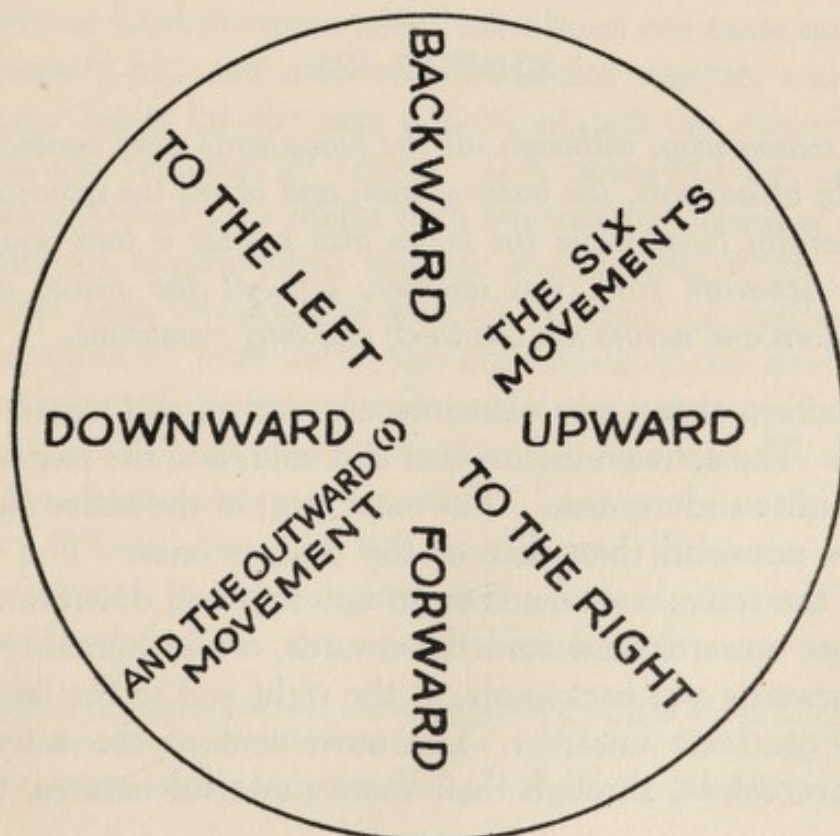 BACKWARD
THE SIX
MOVEMENTS
UPWARD
TO THE RIGHT
FORWARD
AND THE OUTWARD (?)
MOVEMENT
DOWNWARD
TO THE LEFT